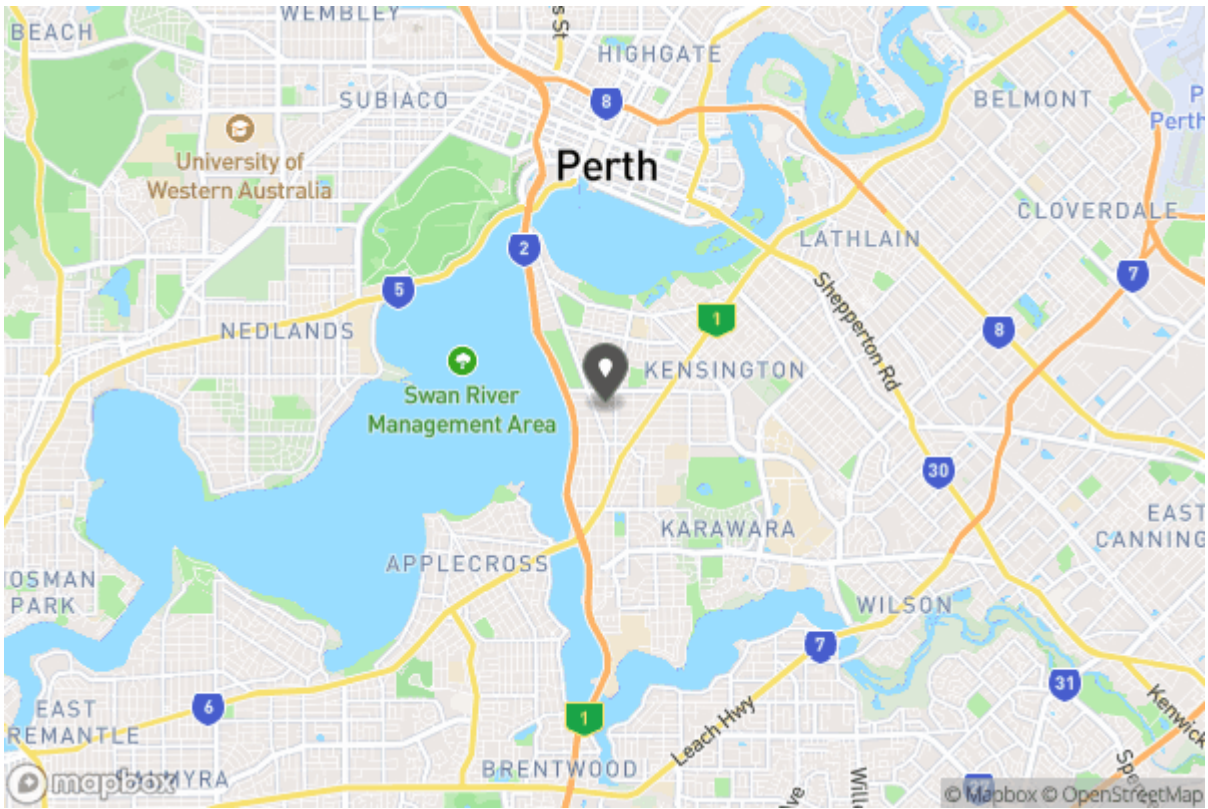 WEMBLEY
BEACH
HIGHGATE
8
SUBIACO
BELMONT
University of
Western Australia
Perth
P
Perth
CLOVERDALE
LATHLAIN
2
7
5
Shepperton Rd
1
8
NEDLANDS
Swan River
Management Area
KENSINGTON
30
KARAWARA
EAST
CANNING
APPLECROSS
OSMAN
PARK
WILSON
7
31
6
EAST
REMANTLE
1
Leach Hwy
Kenwick
BRENTWOOD
mapbox
© Mapbox © OpenStreetMap